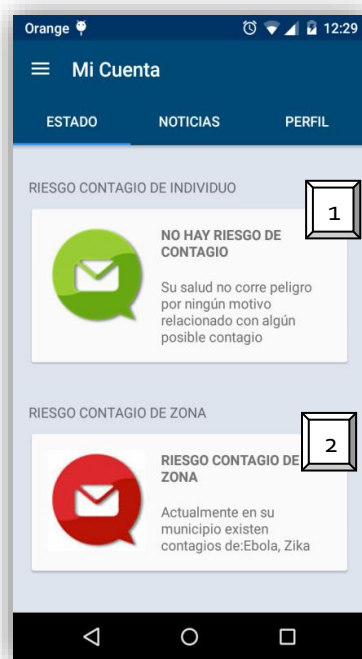 Orange 12:29
Mi Cuenta
ESTADO NOTICIAS PERFIL
RIESGO CONTAGIO DE INDIVIDUO
1
NO HAY RIESGO DE
CONTAGIO
Su salud no corre peligro
por ningún motivo
relacionado con algún
posible contagio
RIESGO CONTAGIO DE ZONA
2
RIESGO CONTAGIO DE
ZONA
Actualmente en su
municipio existen
contagios de:Ebola, Zika